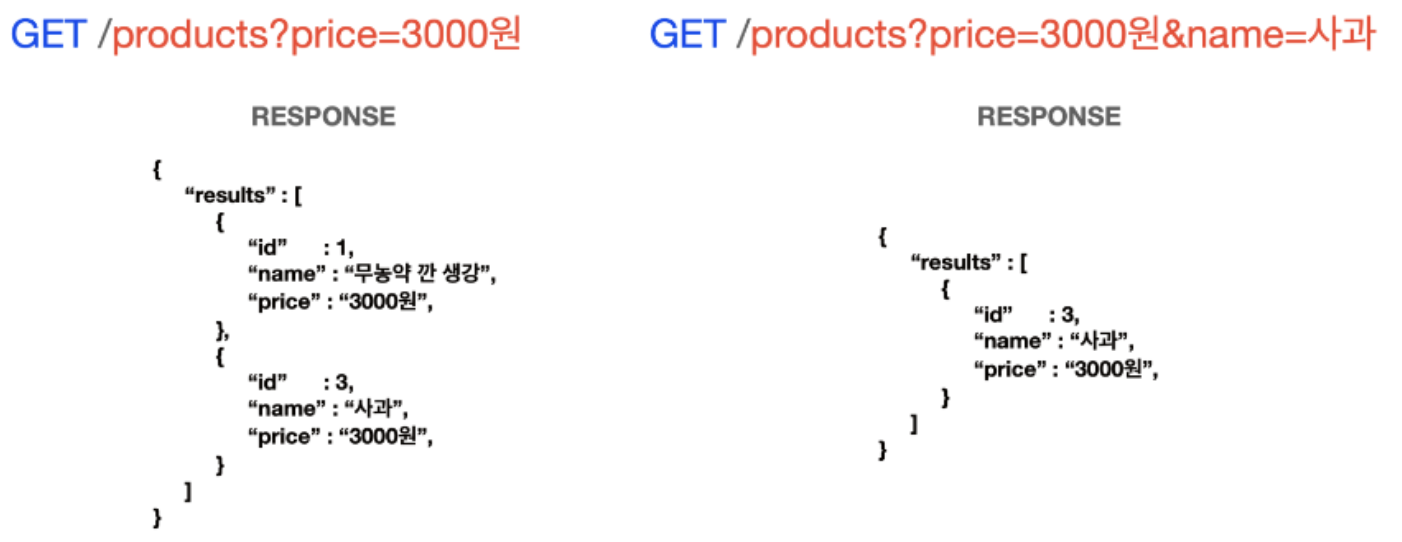 GET /products?price=3000원
RESPONSE
{
“results” : [
{
“id” : 1,
“name” : “무농약 깐 생강”,
“price” : “3000원”,
},
{
“id” : 3,
“name” : “사과”,
“price” : “3000원”,
}
]
}
GET /products?price=3000원&name=사과
RESPONSE
{
“results” : [
{
“id” : 3,
“name” : “사과”,
“price” : “3000원”,
}
]
}